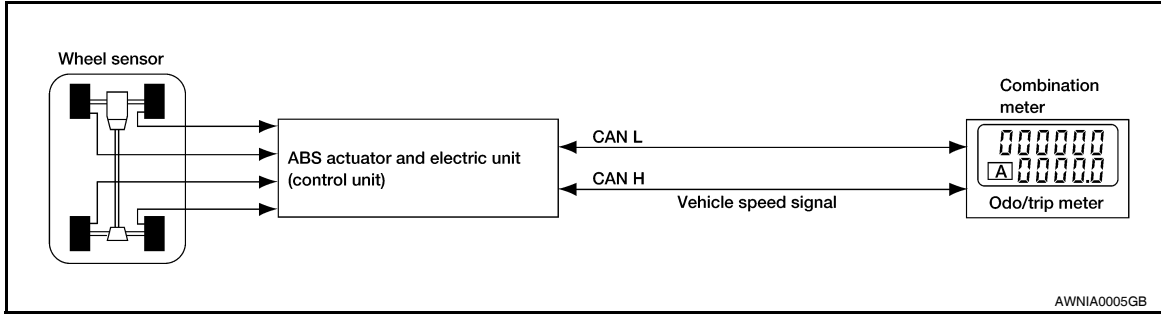 Wheel sensor
ABS actuator and electric unit
(control unit)
CAN L
CAN H
Vehicle speed signal
Combination
meter
000000
A 0000.0
Odo/trip meter
AWNIA0005GB